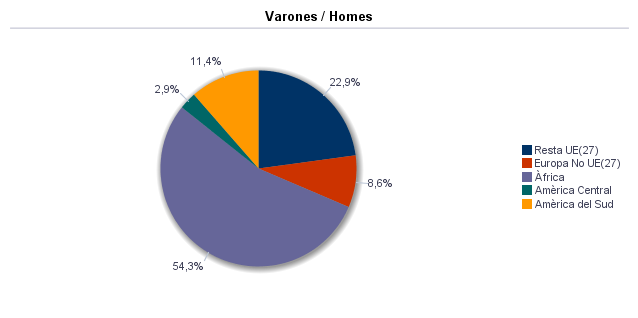 Varones / Homes
11,4%
22,9%
2,9%
8,6%
54,3%
Resta UE(27)
Europa No UE(27)
Àfrica
Amèrica Central
Amèrica del Sud